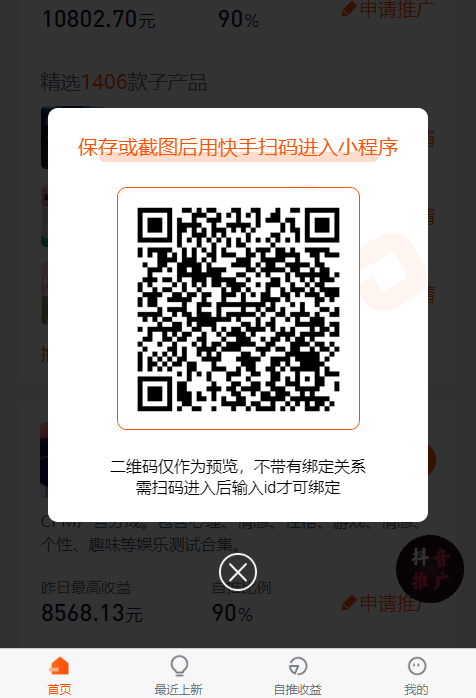 10802.70元
90%
申请推广
精选1406款子产品
保存或截图后用快手扫码进入小程序
二维码仅作为预览，不带有绑定关系
需扫码进入后输入id才可绑定
个性、趣味等娱乐测试合集。
昨日最高收益
自推比例
8568.13元
90%
申请推广
抖音
推广
首页
最近上新
自推收益
我的